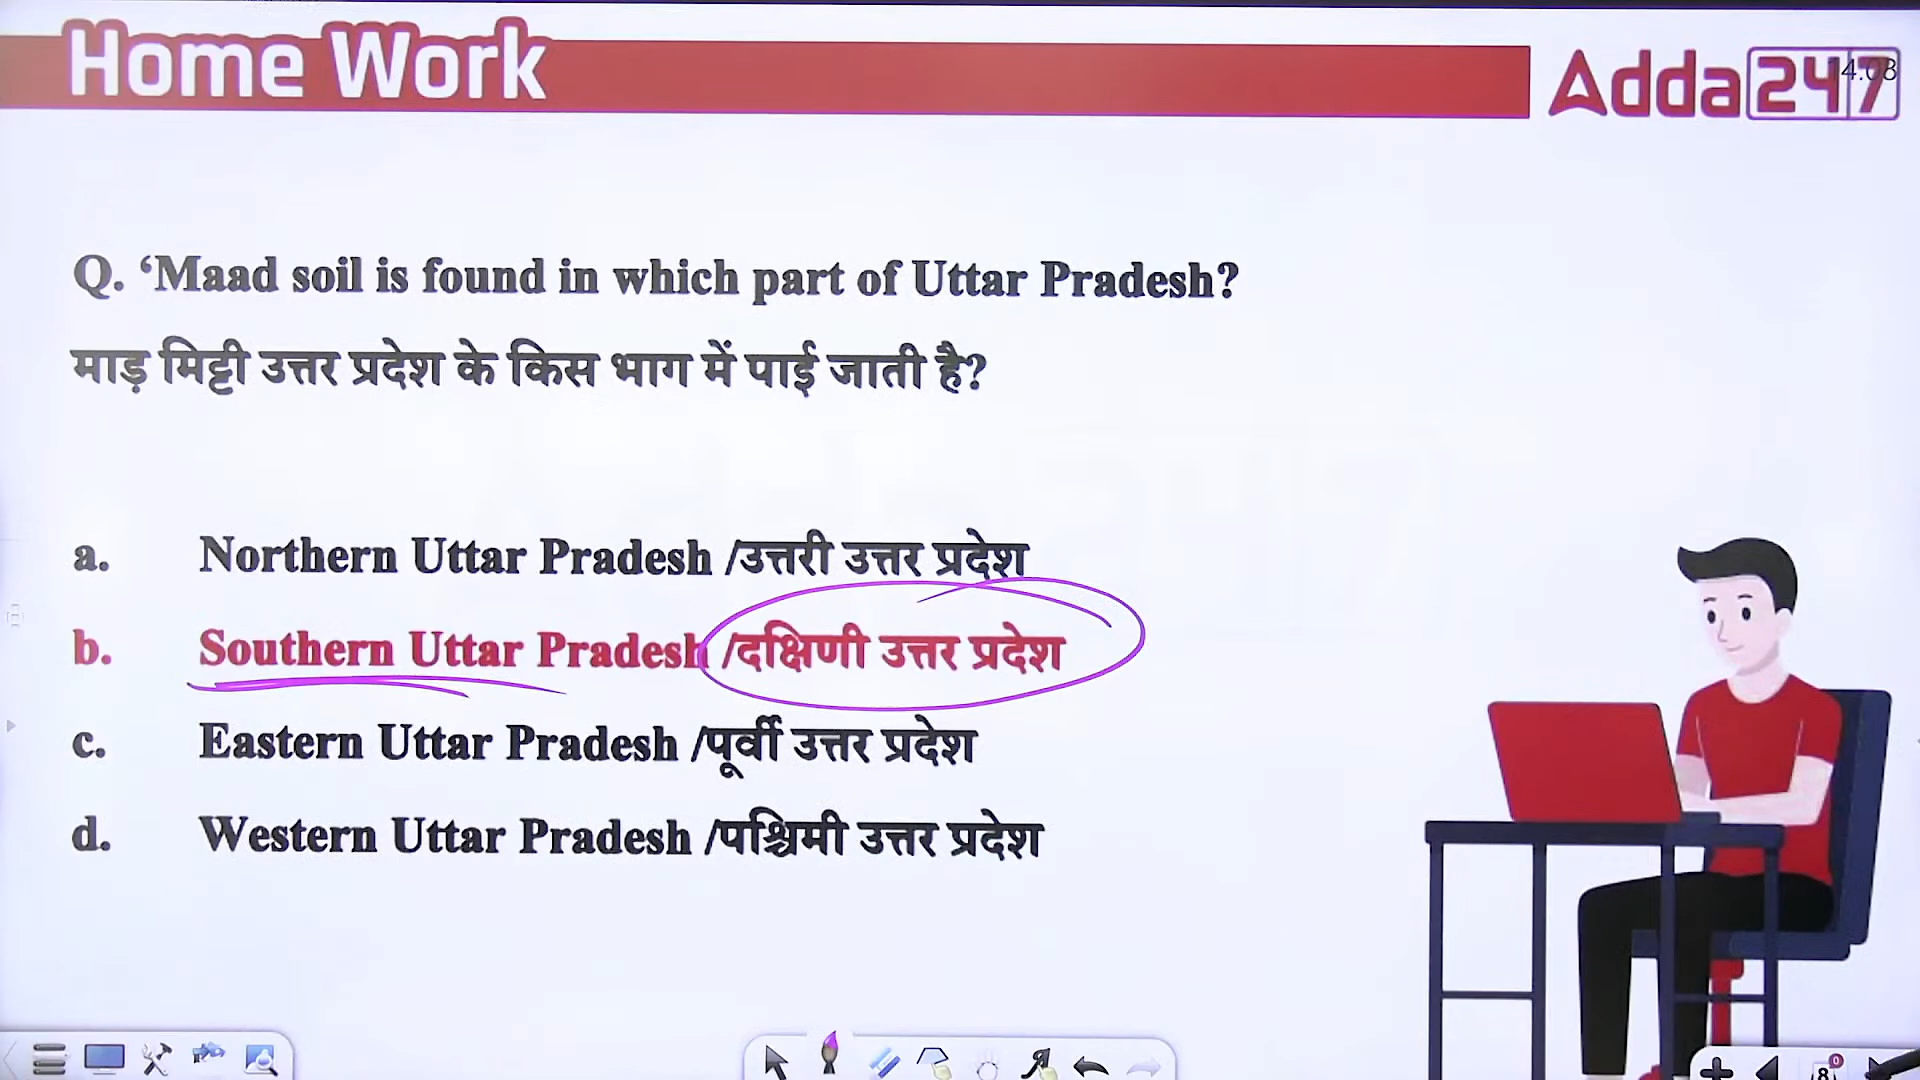 Home Work
Adda247
4:08
Q. ‘Maad soil is found in which part of Uttar Pradesh?
माड़ मिट्टी उत्तर प्रदेश के किस भाग में पाई जाती है?
a. Northern Uttar Pradesh /उत्तरी उत्तर प्रदेश
b. Southern Uttar Pradesh /दक्षिणी उत्तर प्रदेश
c. Eastern Uttar Pradesh /पूर्वी उत्तर प्रदेश
d. Western Uttar Pradesh /पश्चिमी उत्तर प्रदेश
8
0